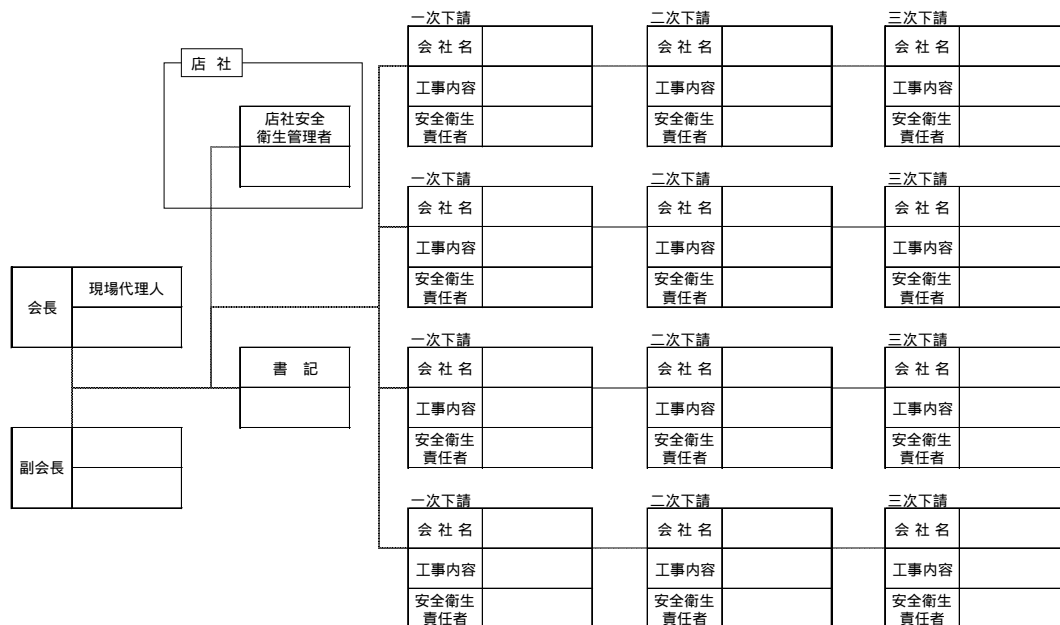 店 社
店社安全
衛生管理者
会長
現場代理人
副会長
書 記
一次下請
会 社 名
工事内容
安全衛生
責任者
二次下請
会 社 名
工事内容
安全衛生
責任者
三次下請
会 社 名
工事内容
安全衛生
責任者
一次下請
会 社 名
工事内容
安全衛生
責任者
二次下請
会 社 名
工事内容
安全衛生
責任者
三次下請
会 社 名
工事内容
安全衛生
責任者
一次下請
会 社 名
工事内容
安全衛生
責任者
二次下請
会 社 名
工事内容
安全衛生
責任者
三次下請
会 社 名
工事内容
安全衛生
責任者
一次下請
会 社 名
工事内容
安全衛生
責任者
二次下請
会 社 名
工事内容
安全衛生
責任者
三次下請
会 社 名
工事内容
安全衛生
責任者